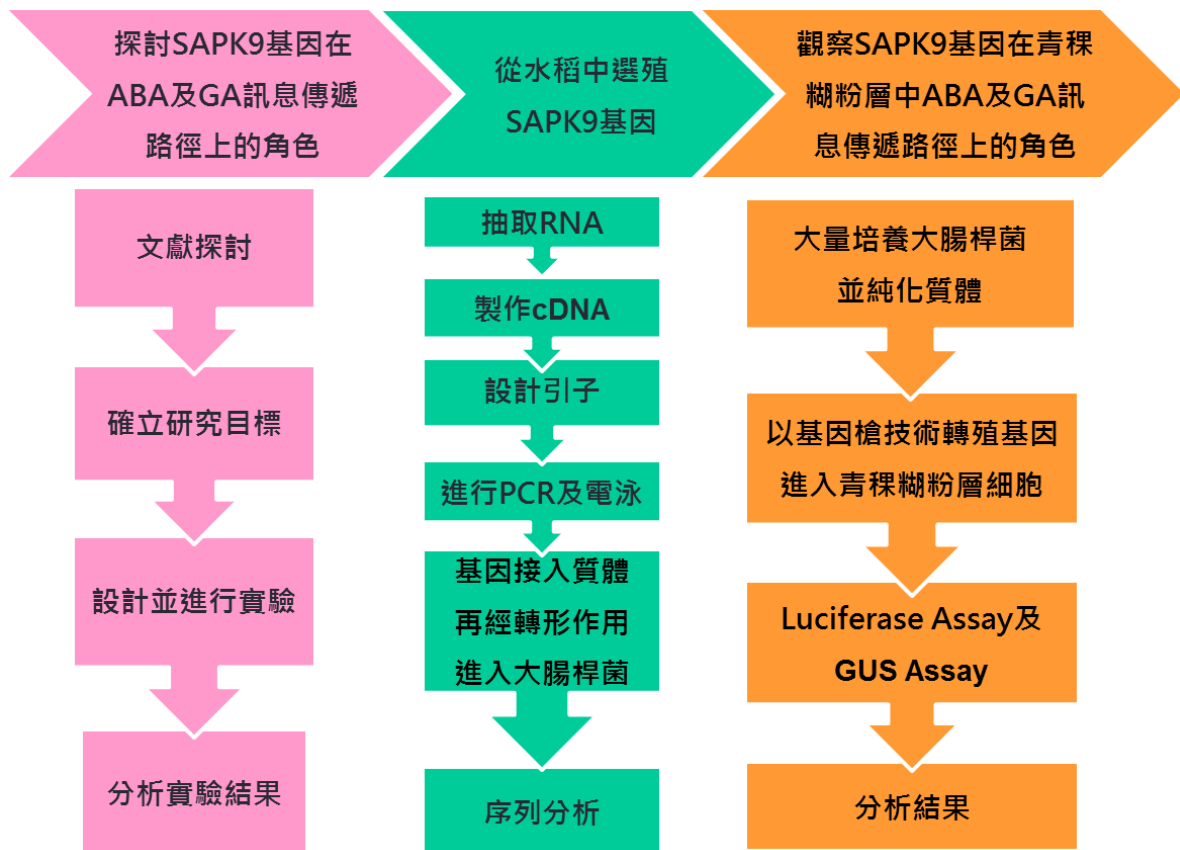 探討SAPK9基因在
ABA及GA訊息傳遞
路徑上的角色
從水稻中選殖
SAPK9基因
觀察SAPK9基因在青稞
糊粉層中ABA及GA訊
息傳遞路徑上的角色
文獻探討
確立研究目標
設計並進行實驗
分析實驗結果
抽取RNA
製作cDNA
設計引子
進行PCR及電泳
基因接入質體
再經轉形作用
進入大腸桿菌
序列分析
大量培養大腸桿菌
並純化質體
以基因槍技術轉殖基因
進入青稞糊粉層細胞
Luciferase Assay及
GUS Assay
分析結果